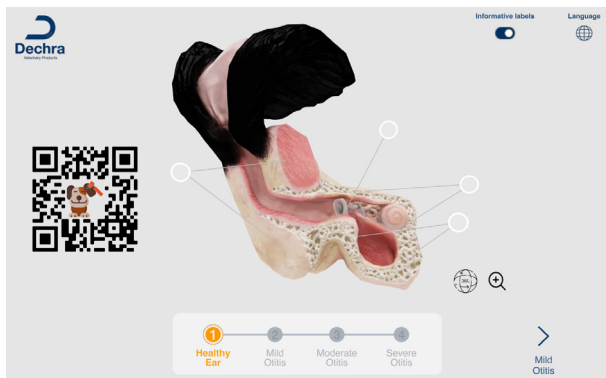 Dechra
Veterinary Products
Informative labels
Language
1
2
3
4
Healthy
Ear
Mild
Otitis
Moderate
Otitis
Severe
Otitis
Mild
Otitis